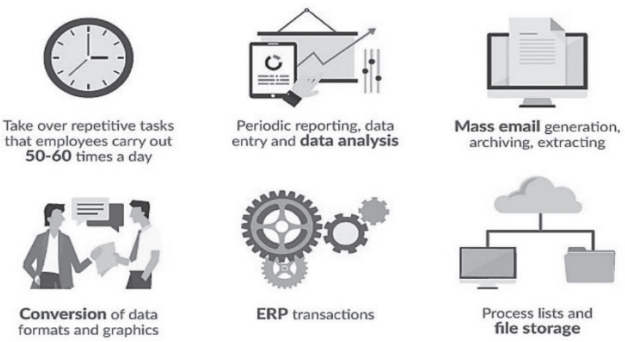 Take over repetitive tasks
that employees carry out
50-60 times a day
Periodic reporting, data
entry and data analysis
Mass email generation,
archiving, extracting
Conversion of data
formats and graphics
ERP transactions
Process lists and
file storage